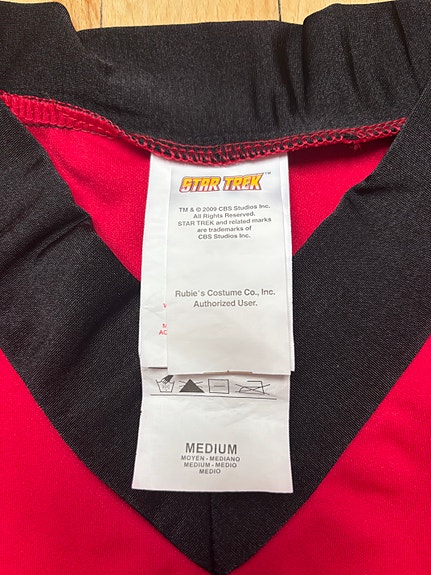 STAR TREK™
TM & © 2009 CBS Studios Inc.
All Rights Reserved.
STAR TREK and related marks
are trademarks of
CBS Studios Inc.
Rubie's Costume Co., Inc.
Authorized User.
MEDIUM
MOYEN - MEDIANO
MEDIUM - MEDIO
MEDIO